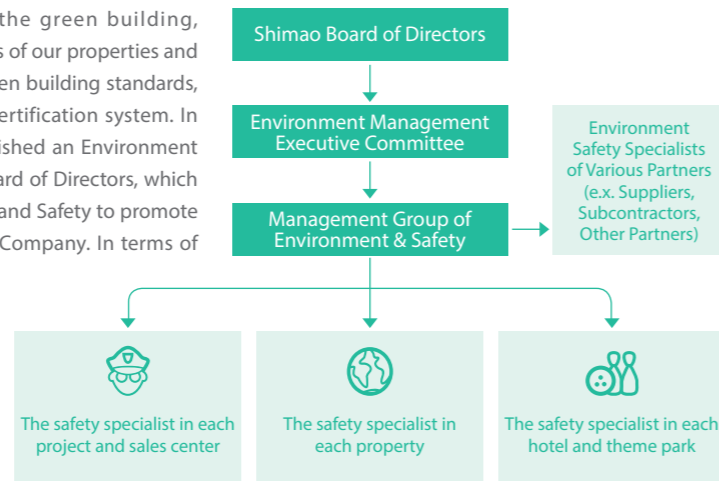 the green building,
s of our properties and
en building standards,
ertification system. In
ished an Environment
ard of Directors, which
and Safety to promote
Company. In terms of
Shimao Board of Directors
Environment Management
Executive Committee
Management Group of
Environment & Safety
Environment
Safety Specialists
of Various Partners
(e.x. Suppliers,
Subcontractors,
Other Partners)
The safety specialist in each
project and sales center
The safety specialist in
each property
The safety specialist in each
hotel and theme park